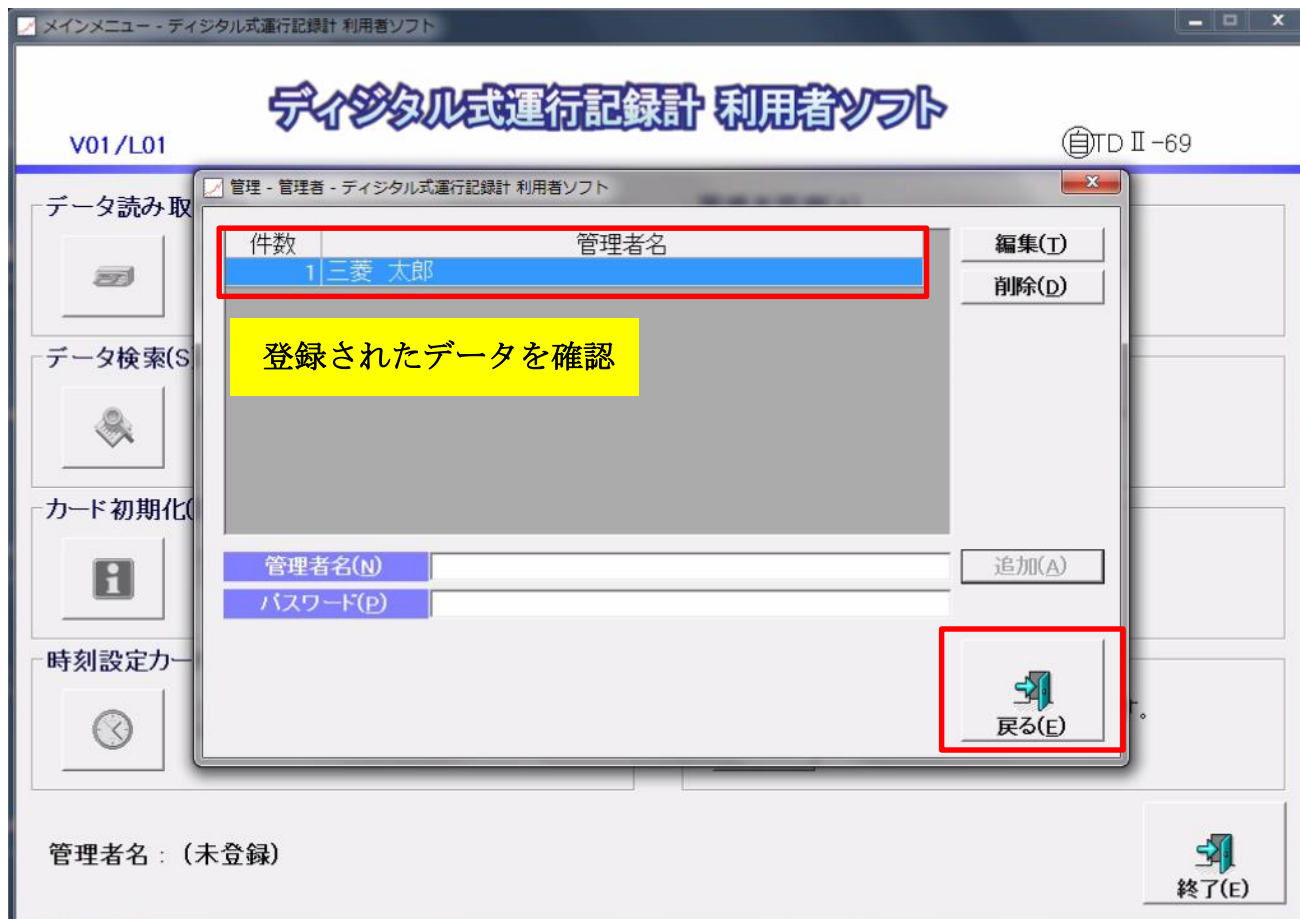 メインメニュー - ディジタル式運行記録計 利用者ソフト
ディジタル式運行記録計 利用者ソフト
V01/L01
自TDⅡ-69
管理 - 管理者 - ディジタル式運行記録計 利用者ソフト
データ読み取
件数 管理者名
1 三菱 太郎
編集(T)
削除(D)
登録されたデータを確認
データ検索(S
カード初期化(
管理者名(N)
追加(A)
パスワード(P)
時刻設定カー
戻る(E)
す。
管理者名 : (未登録)
終了(E)